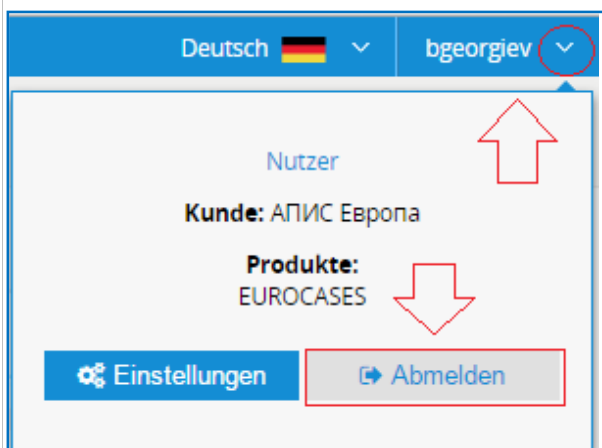 Deutsch bgeorgiev
Nutzer
Kunde: АПИС Европа
Produkte:
EUROCASES
Einstellungen Abmelden